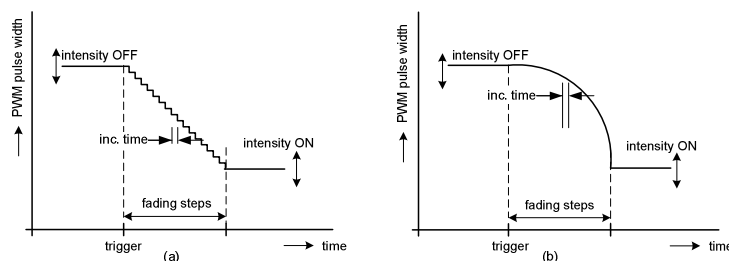 PWM pulse width
intensity OFF
inc. time
intensity ON
fading steps
trigger
time
(a)
PWM pulse width
intensity OFF
inc. time
intensity ON
fading steps
trigger
time
(b)